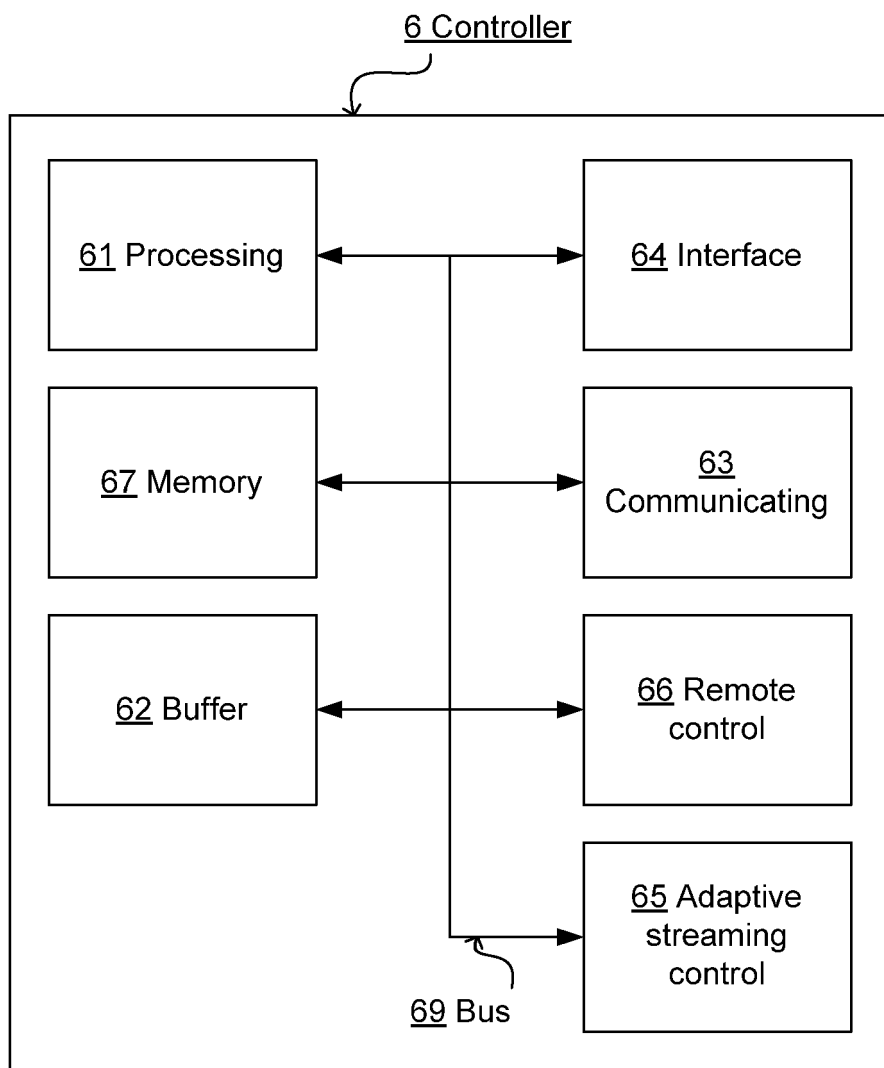 6 Controller
61 Processing
64 Interface
67 Memory
63
Communicating
62 Buffer
66 Remote
control
65 Adaptive
streaming
control
69 Bus